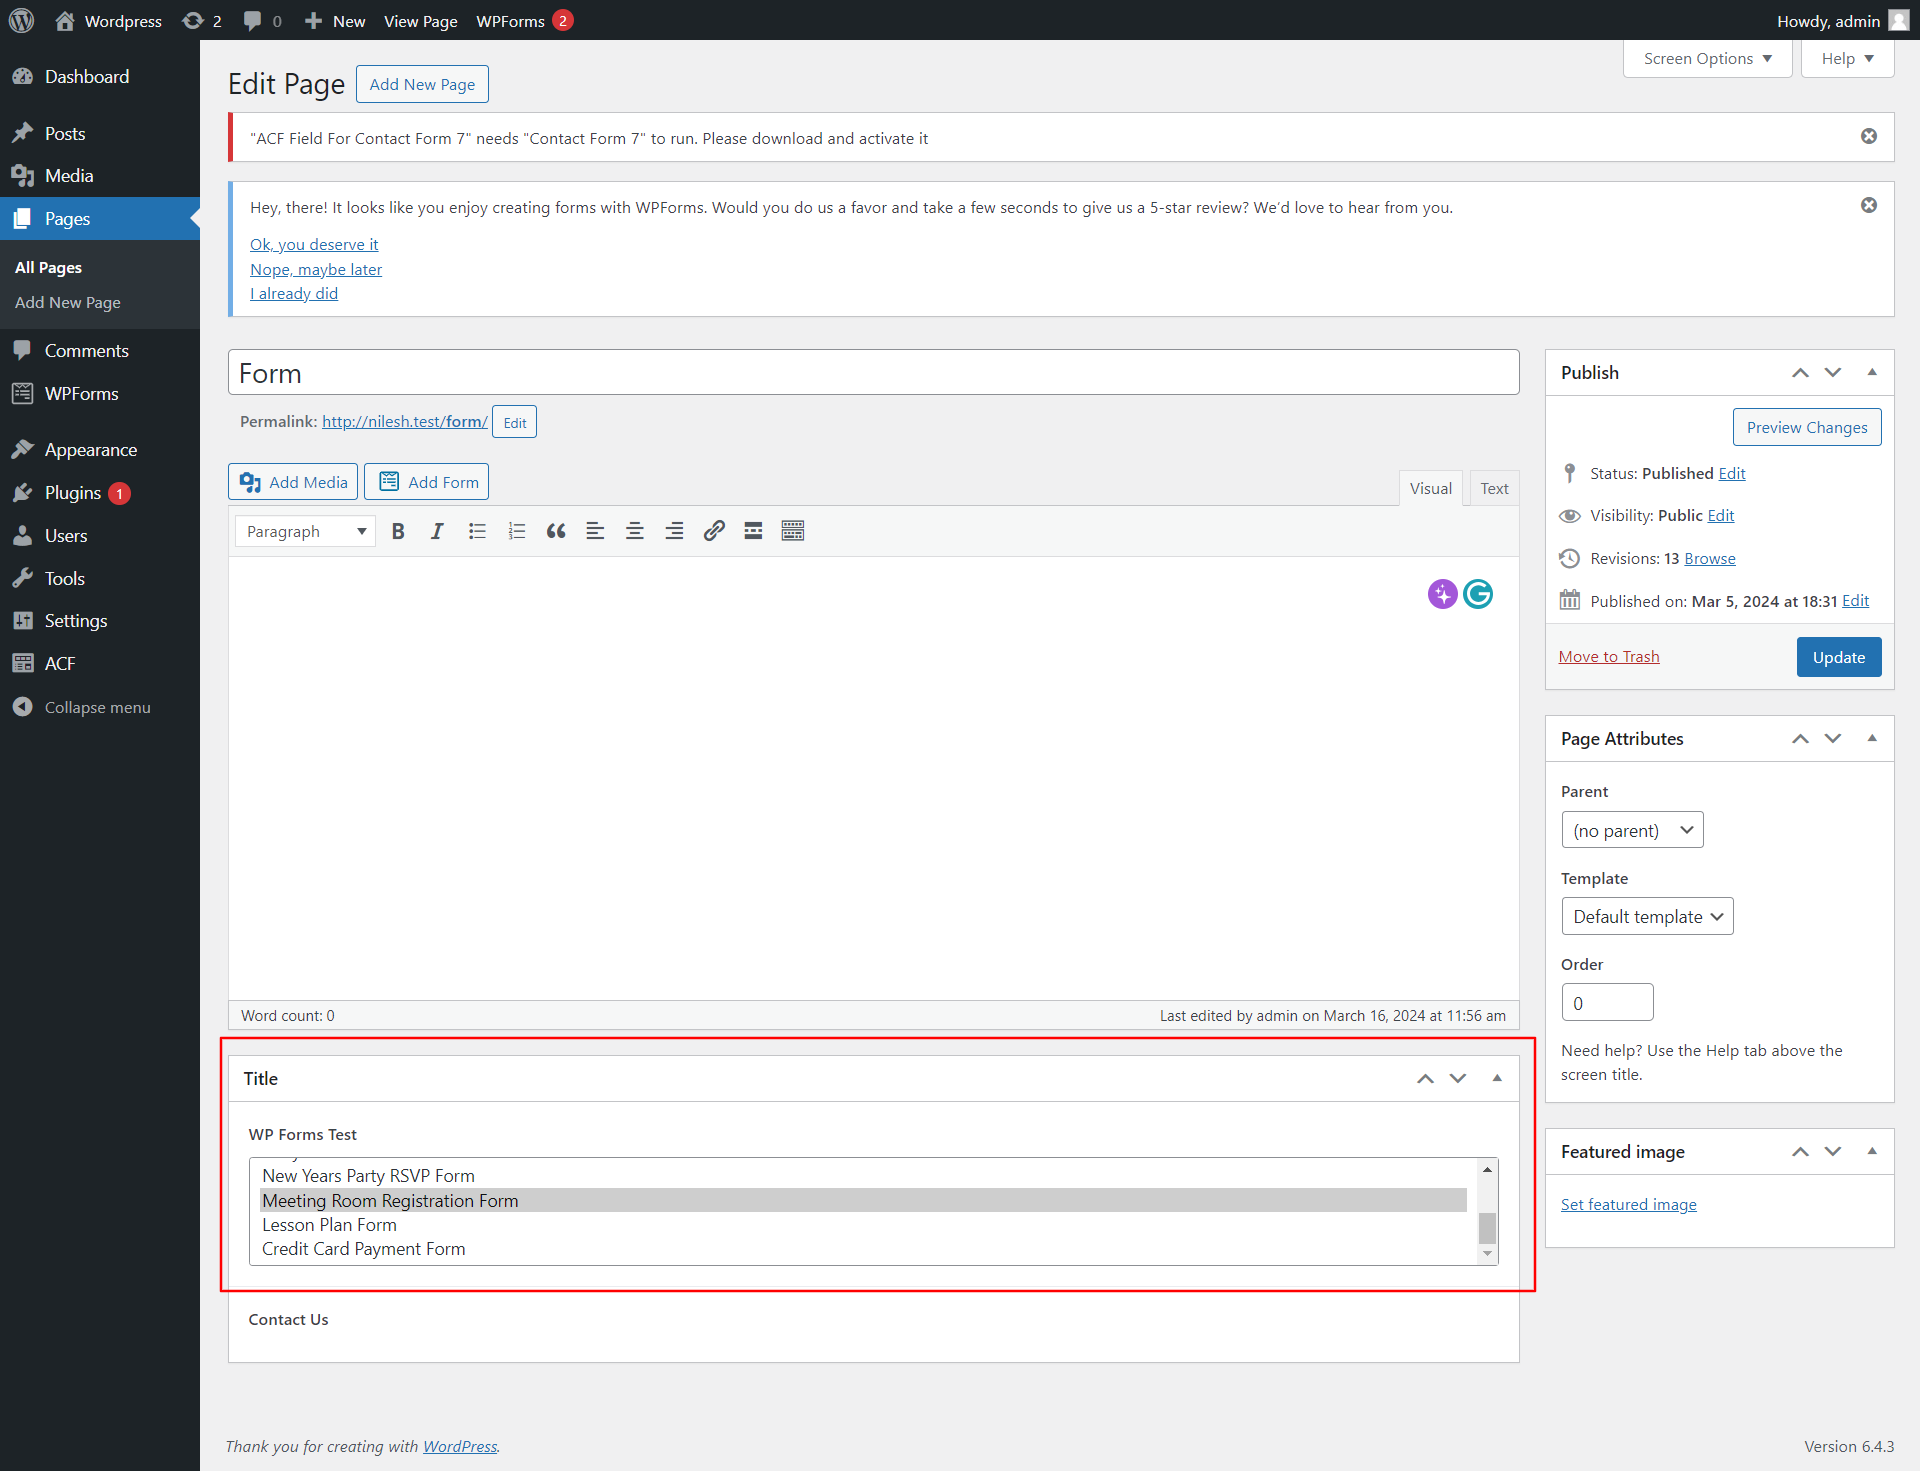 Wordpress 2 0 New View Page WPForms 2 Howdy, admin
Screen Options Help
Dashboard
Posts
Media
Pages
All Pages
Add New Page
Comments
WPForms
Appearance
Plugins 1
Users
Tools
Settings
ACF
Collapse menu
Edit Page Add New Page
"ACF Field For Contact Form 7" needs "Contact Form 7" to run. Please download and activate it
Hey, there! It looks like you enjoy creating forms with WPForms. Would you do us a favor and take a few seconds to give us a 5-star review? We'd love to hear from you.
Ok, you deserve it
Nope, maybe later
I already did
Form
Permalink: http://nilesh.test/form/ Edit
Add Media Add Form
Visual Text
Paragraph
Word count: 0 Last edited by admin on March 16, 2024 at 11:56 am
Title
WP Forms Test
New Years Party RSVP Form
Meeting Room Registration Form
Lesson Plan Form
Credit Card Payment Form
Contact Us
Publish
Preview Changes
Status: Published Edit
Visibility: Public Edit
Revisions: 13 Browse
Published on: Mar 5, 2024 at 18:31 Edit
Move to Trash Update
Page Attributes
Parent
(no parent)
Template
Default template
Order
0
Need help? Use the Help tab above the
screen title.
Featured image
Set featured image
Thank you for creating with WordPress.
Version 6.4.3